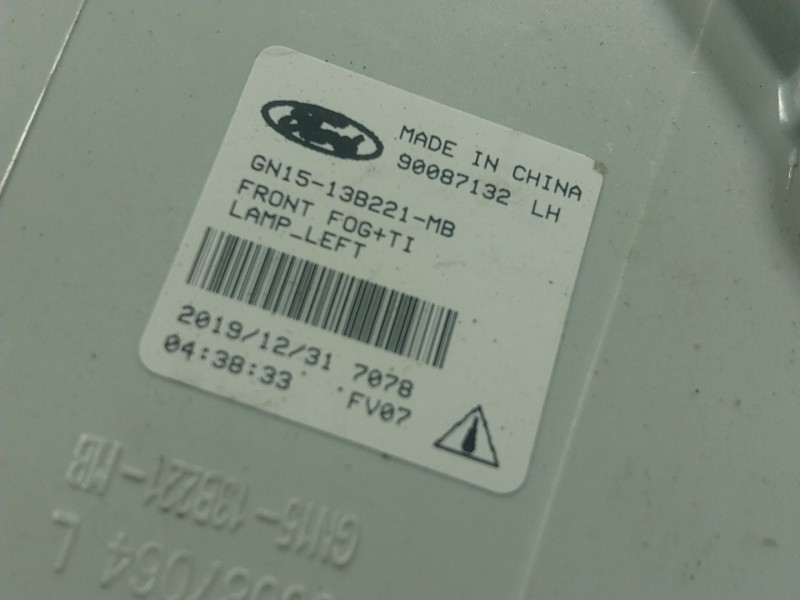 MADE IN CHINA
90087132 LH
GN15-13B221-MB
FRONT FOG+TI
LAMP_LEFT
2019/12/31 7078
04:38:33 FV07
GN15-13B221-MB